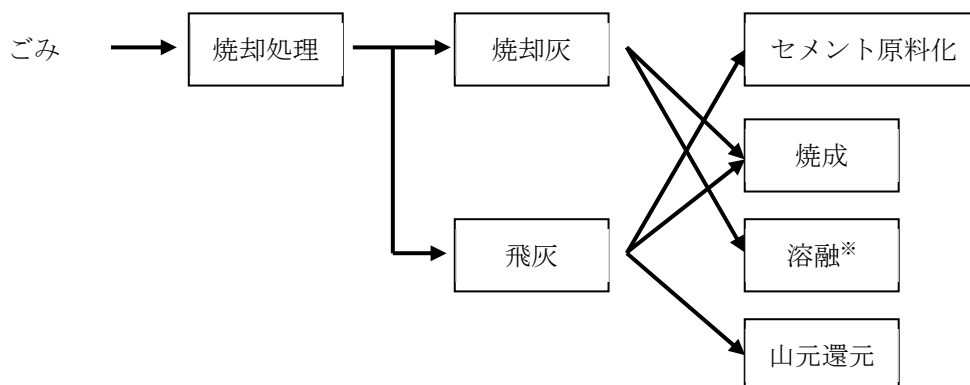 ごみ
焼却処理
焼却灰
セメント原料化
焼成
飛灰
溶融※
山元還元